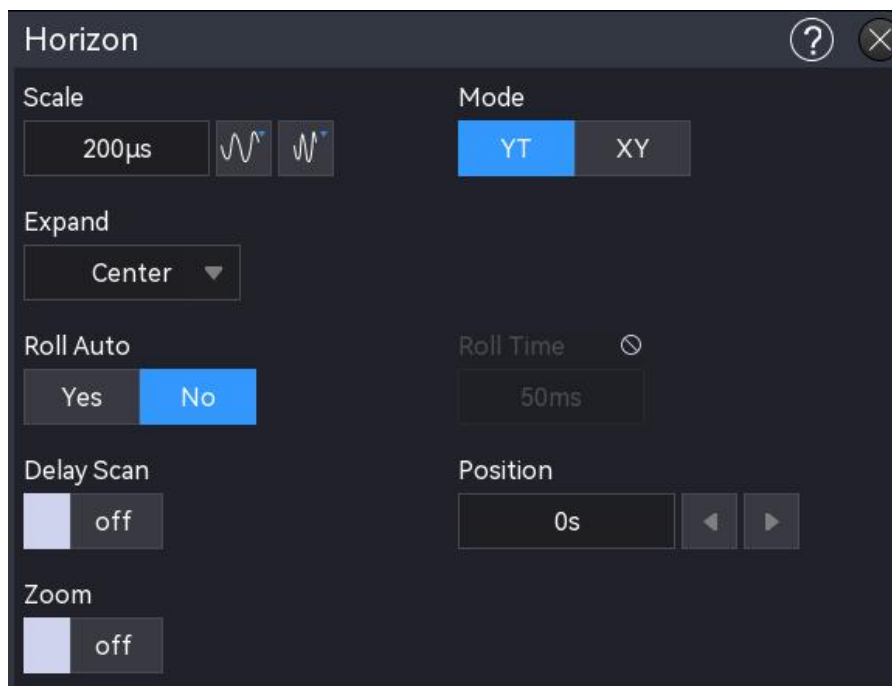 Horizon
Scale
Mode
200μs
YT XY
Expand
Center
Roll Auto
Roll Time
Yes No
50ms
Delay Scan
Position
off
0s
Zoom
off